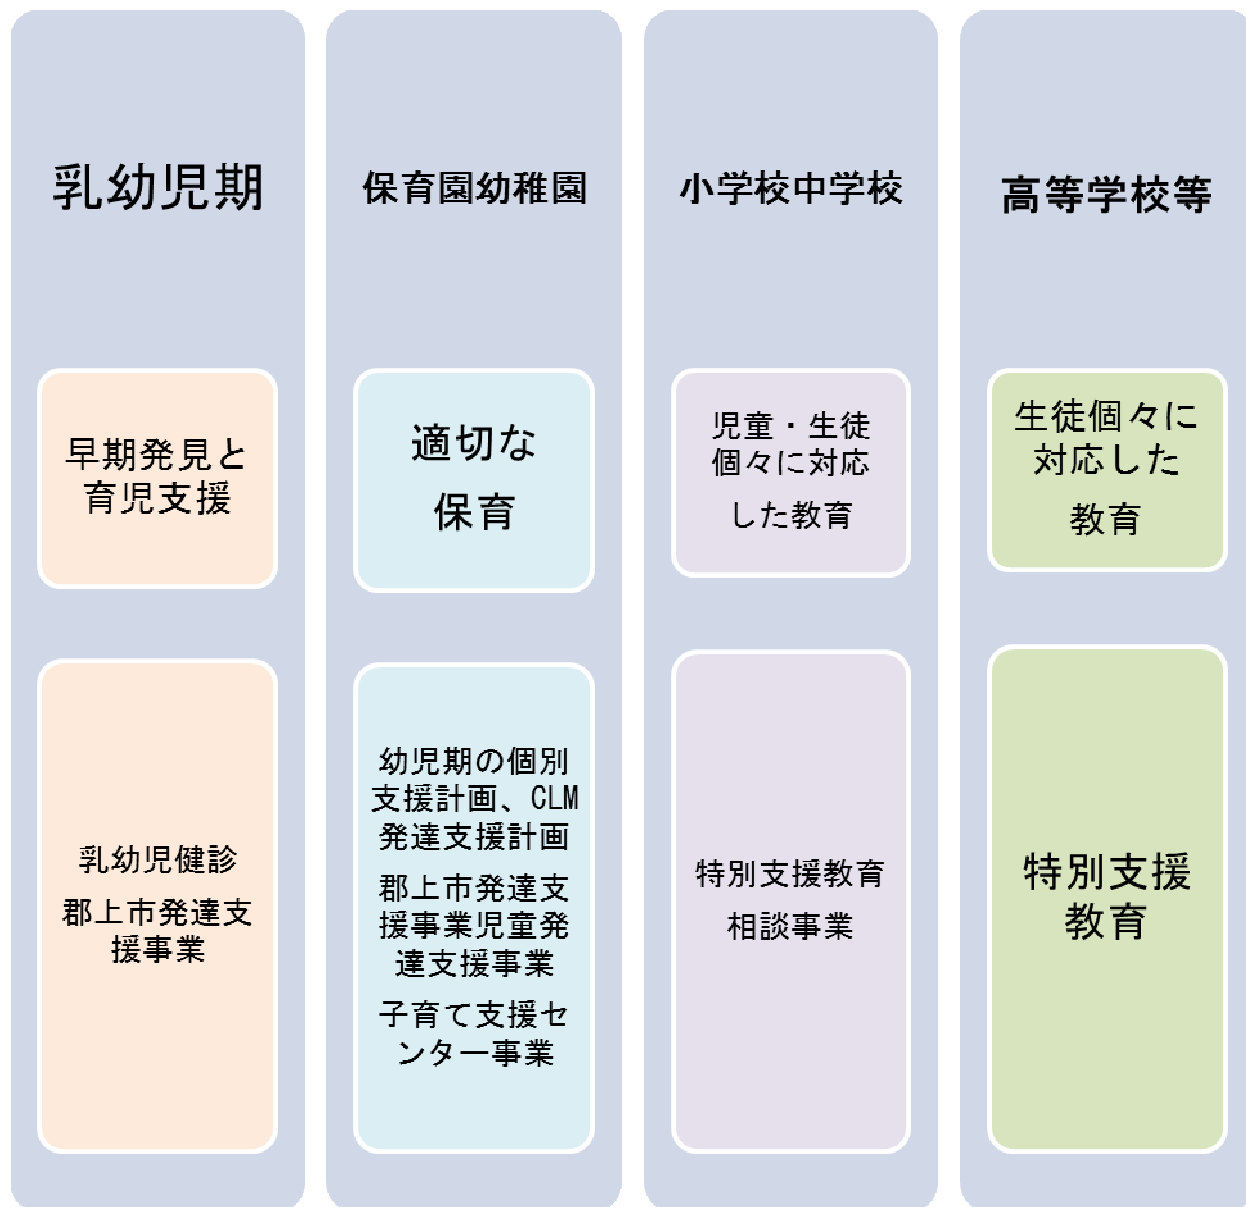 乳幼児期
早期発見と
育児支援
乳幼児健診
郡上市発達支
援事業
保育園幼稚園
適切な
保育
幼児期の個別
支援計画、CLM
発達支援計画
郡上市発達支
援事業児童発
達支援事業
子育て支援セ
ンター事業
小学校中学校
児童・生徒
個々に対応
した教育
特別支援教育
相談事業
高等学校等
生徒個々に
対応した
教育
特別支援
教育